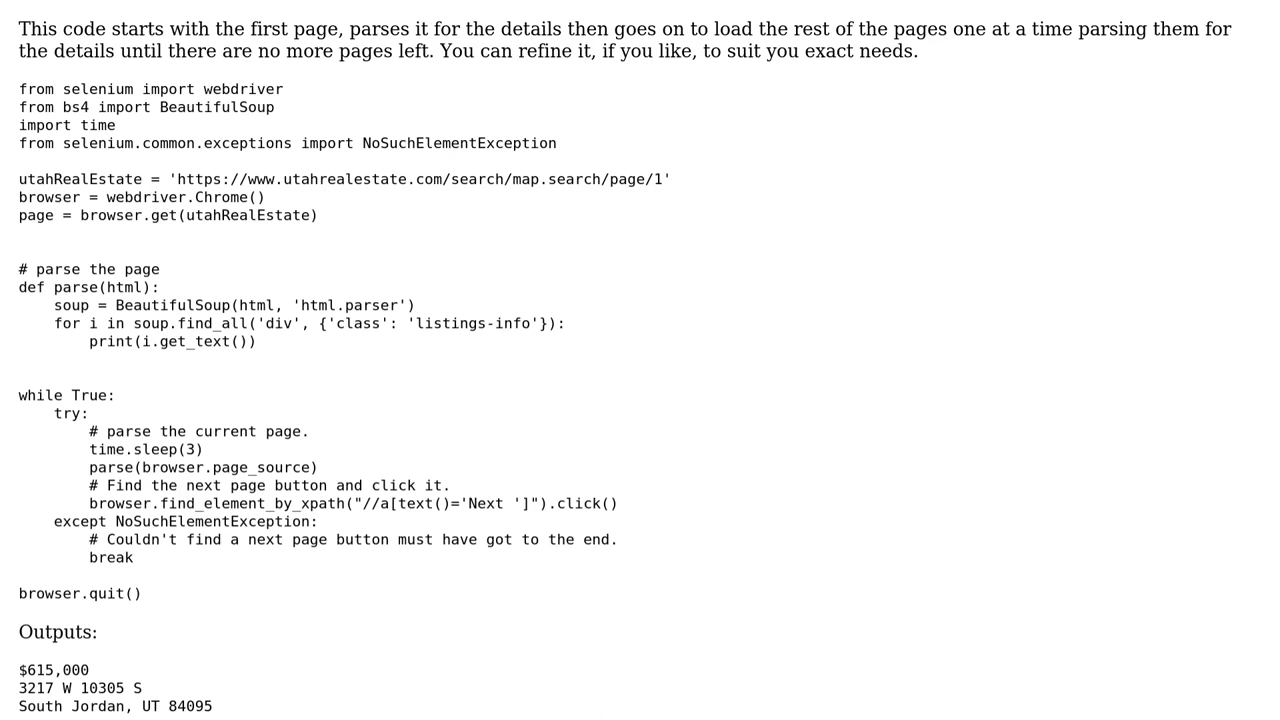 This code starts with the first page, parses it for the details then goes on to load the rest of the pages one at a time parsing them for
the details until there are no more pages left. You can refine it, if you like, to suit you exact needs.
from selenium import webdriver
from bs4 import BeautifulSoup
import time
from selenium.common.exceptions import NoSuchElementException

utahRealEstate = 'https://www.utahrealestate.com/search/map.search/page/1'
browser = webdriver.Chrome()
page = browser.get(utahRealEstate)


# parse the page
def parse(html):
    soup = BeautifulSoup(html, 'html.parser')
    for i in soup.find_all('div', {'class': 'listings-info'}):
        print(i.get_text())


while True:
    try:
        # parse the current page.
        time.sleep(3)
        parse(browser.page_source)
        # Find the next page button and click it.
        browser.find_element_by_xpath("//a[text()='Next ']").click()
    except NoSuchElementException:
        # Couldn't find a next page button must have got to the end.
        break

browser.quit()
Outputs:
$615,000
3217 W 10305 S
South Jordan, UT 84095